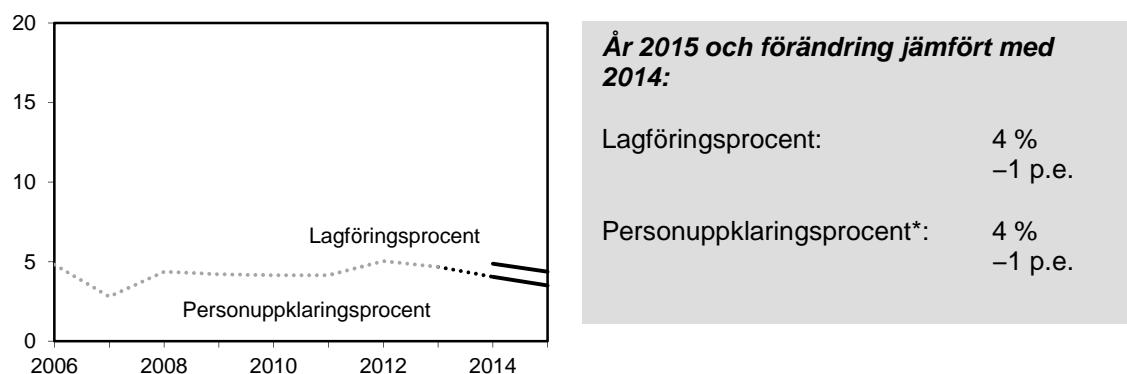 20
15
10
5
0
Lagföringsprocent
Personuppklaringsprocent
2006 2008 2010 2012 2014
År 2015 och förändring jämfört med
2014:
Lagföringsprocent: 4 %
–1 p.e.
Personuppklaringsprocent*: 4 %
–1 p.e.